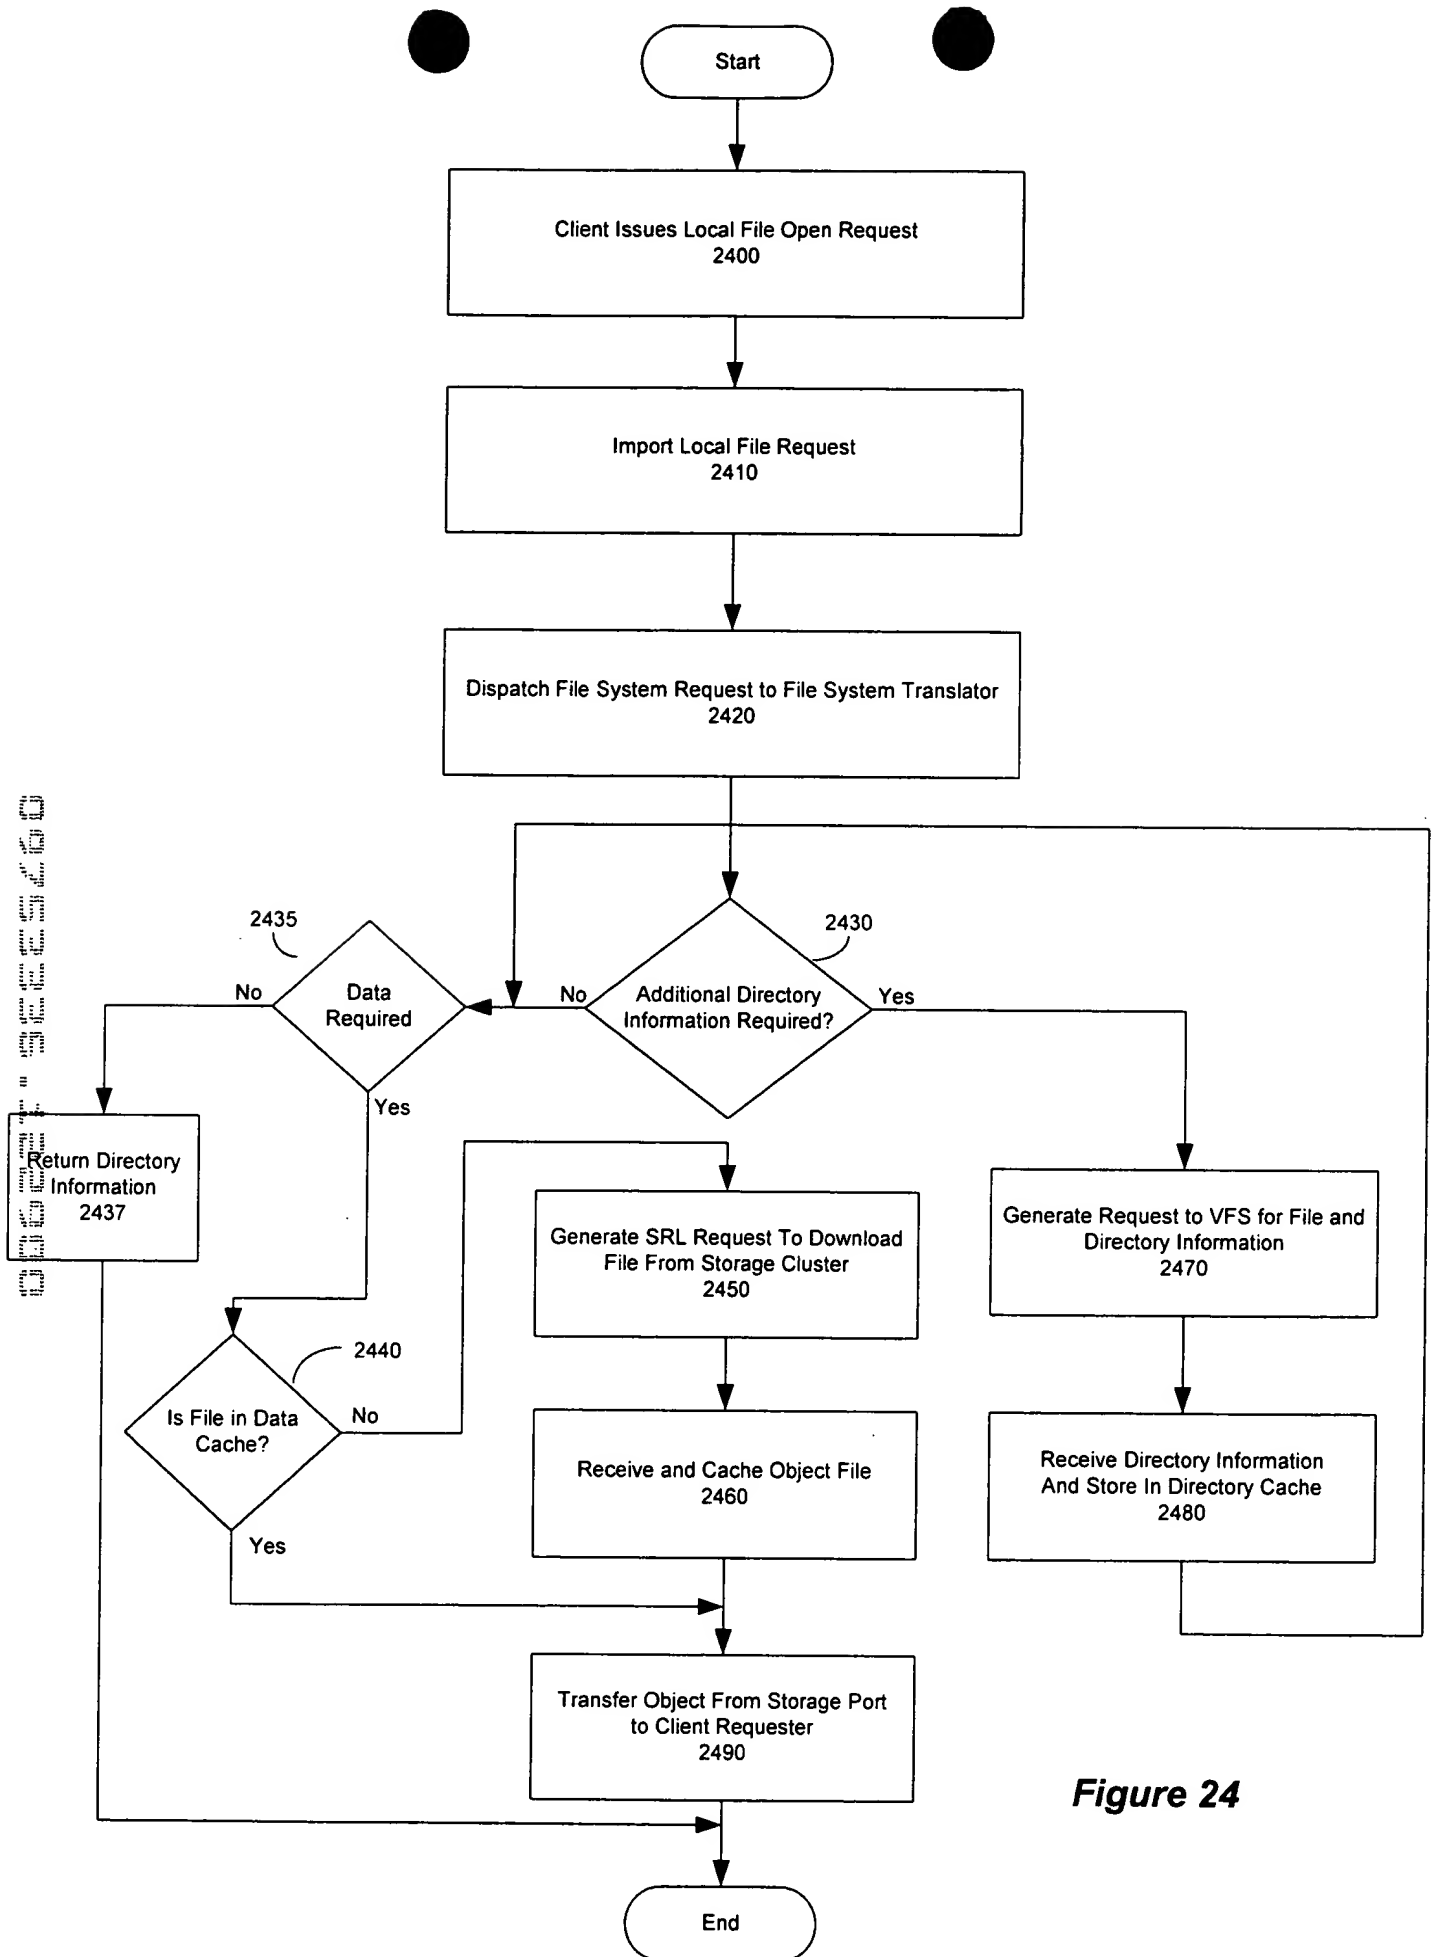 Start
Client Issues Local File Open Request
2400
Import Local File Request
2410
Dispatch File System Request to File System Translator
2420
2435
2430
No
Data
Required
No
Additional Directory
Information Required?
Yes
Yes
Return Directory
Information
2437
Generate SRL Request To Download
File From Storage Cluster
2450
Generate Request to VFS for File and
Directory Information
2470
2440
Is File in Data
Cache?
No
Receive and Cache Object File
2460
Receive Directory Information
And Store In Directory Cache
2480
Yes
Transfer Object From Storage Port
to Client Requester
2490
Figure 24
End